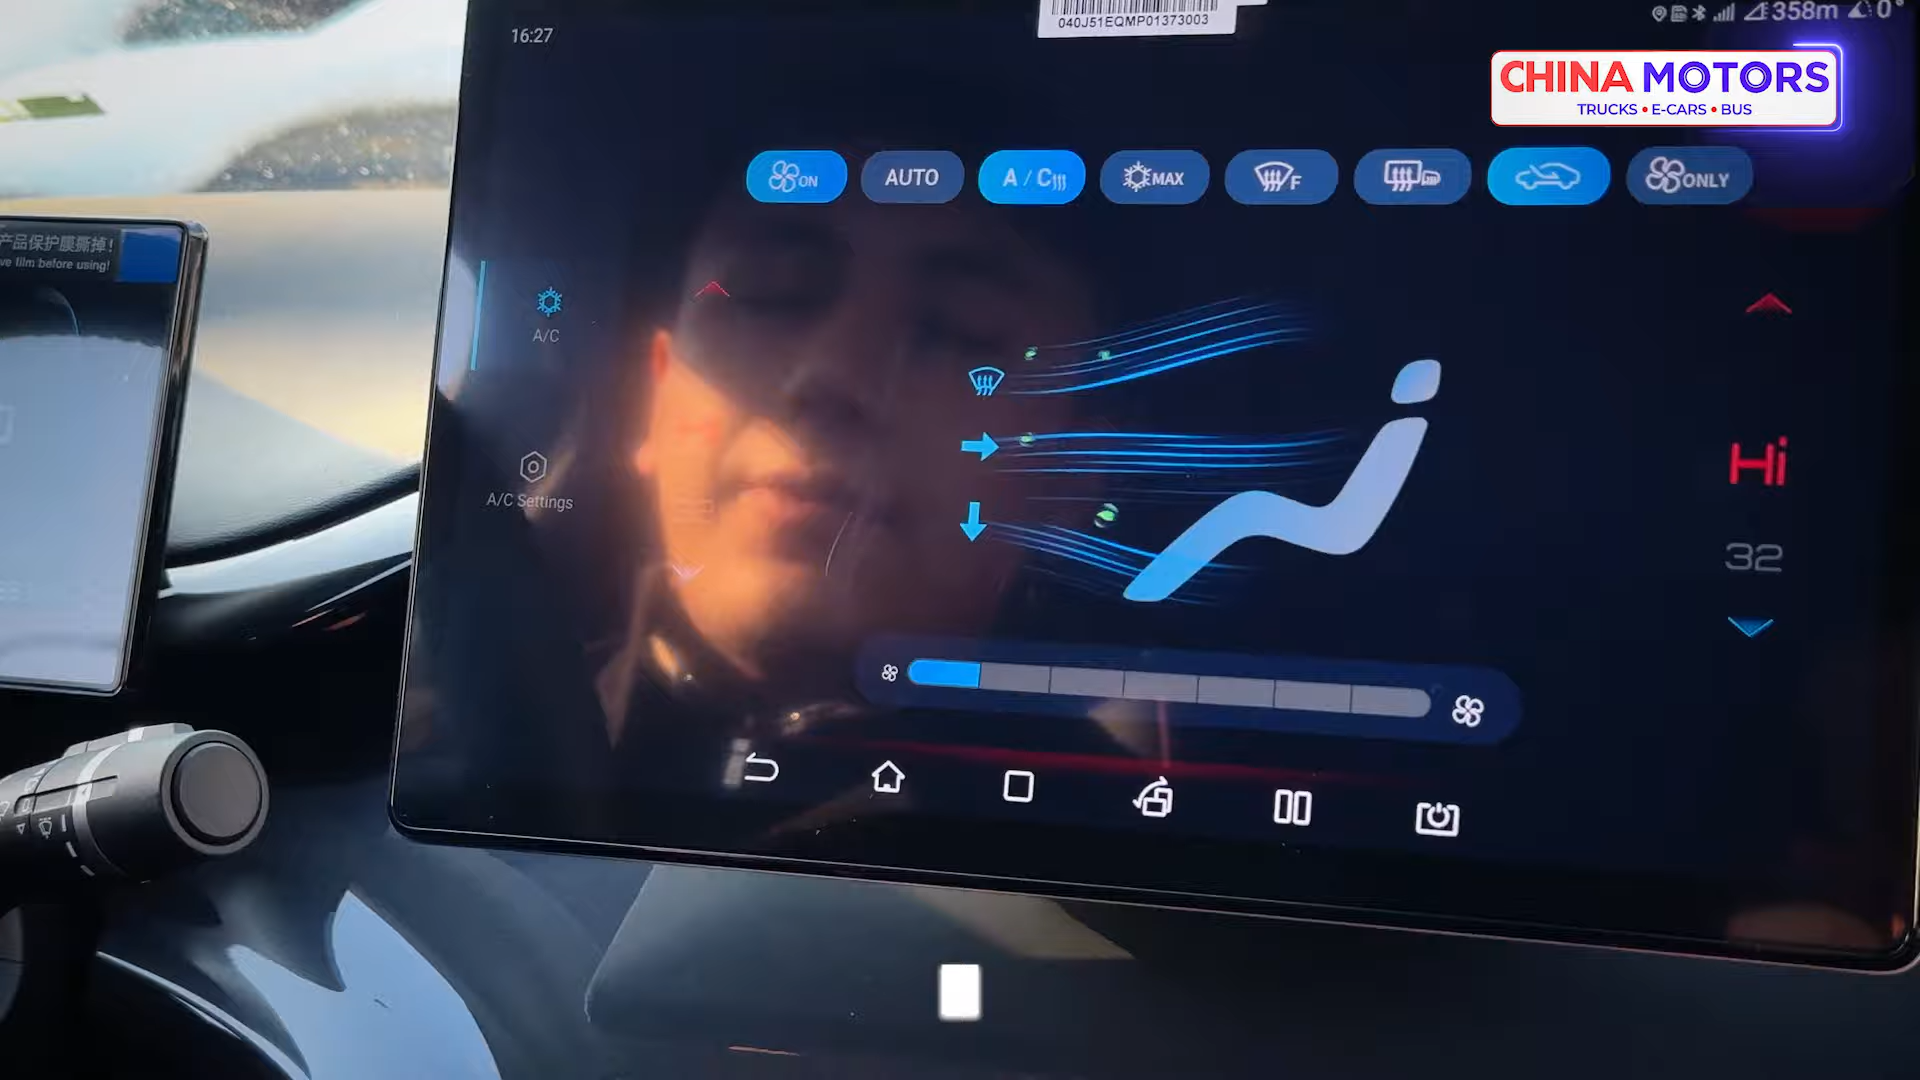 040J51EQMP01373003
16:27
358m
0°
CHINA MOTORS
TRUCKS • E-CARS • BUS
ON
AUTO
A/C
MAX
F
ONLY
产品保护膜撕掉!
ve film before using!
A/C
A/C Settings
Hi
32